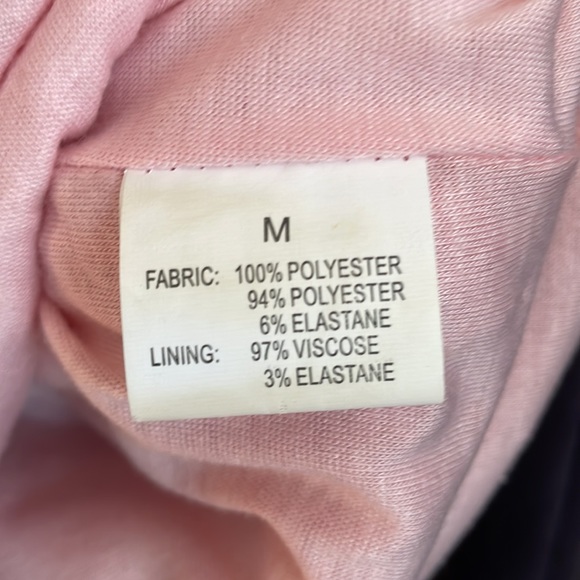 M
FABRIC: 100% POLYESTER
94% POLYESTER
6% ELASTANE
LINING: 97% VISCOSE
3% ELASTANE